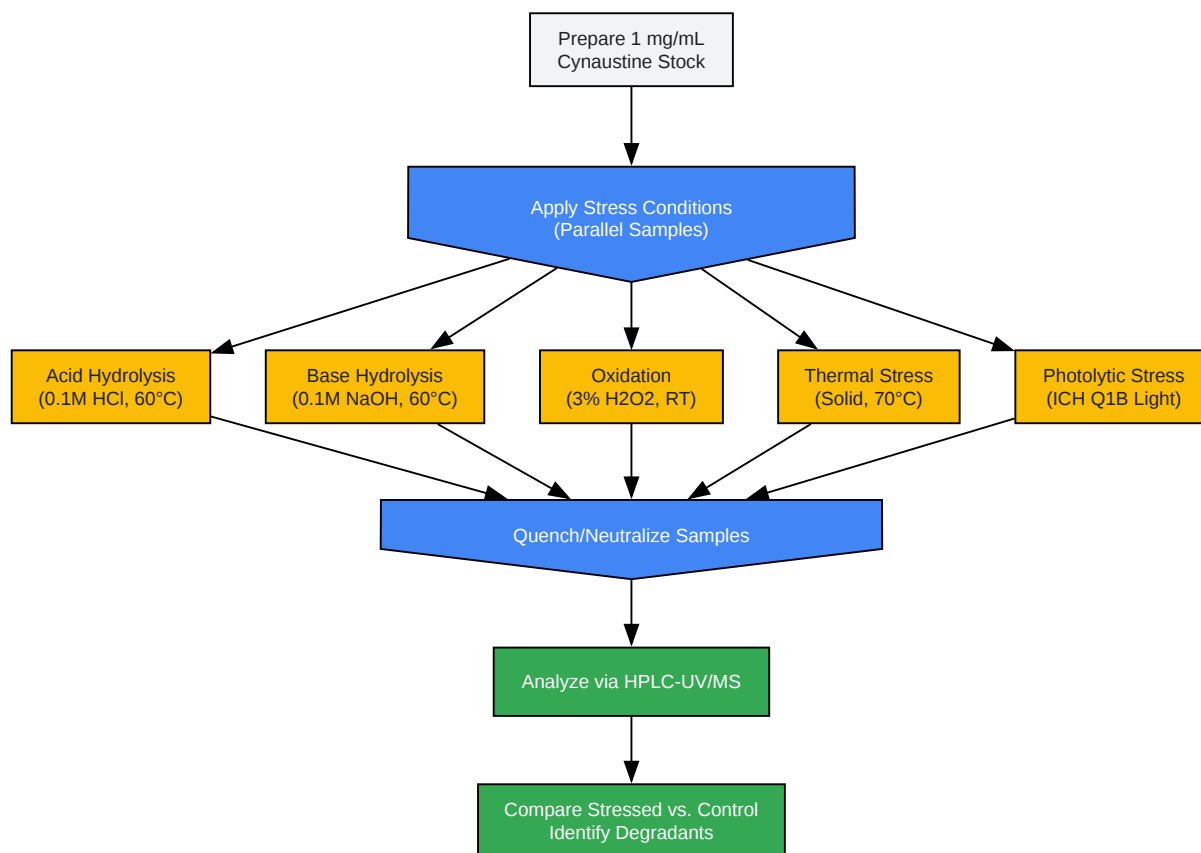 Prepare 1 mg/mL
Cynaustine Stock
Apply Stress Conditions
(Parallel Samples)
Acid Hydrolysis
(0.1M HCl, 60°C)
Base Hydrolysis
(0.1M NaOH, 60°C)
Oxidation
(3% H2O2, RT)
Thermal Stress
(Solid, 70°C)
Photolytic Stress
(ICH Q1B Light)
Quench/Neutralize Samples
Analyze via HPLC-UV/MS
Compare Stressed vs. Control
Identify Degradants